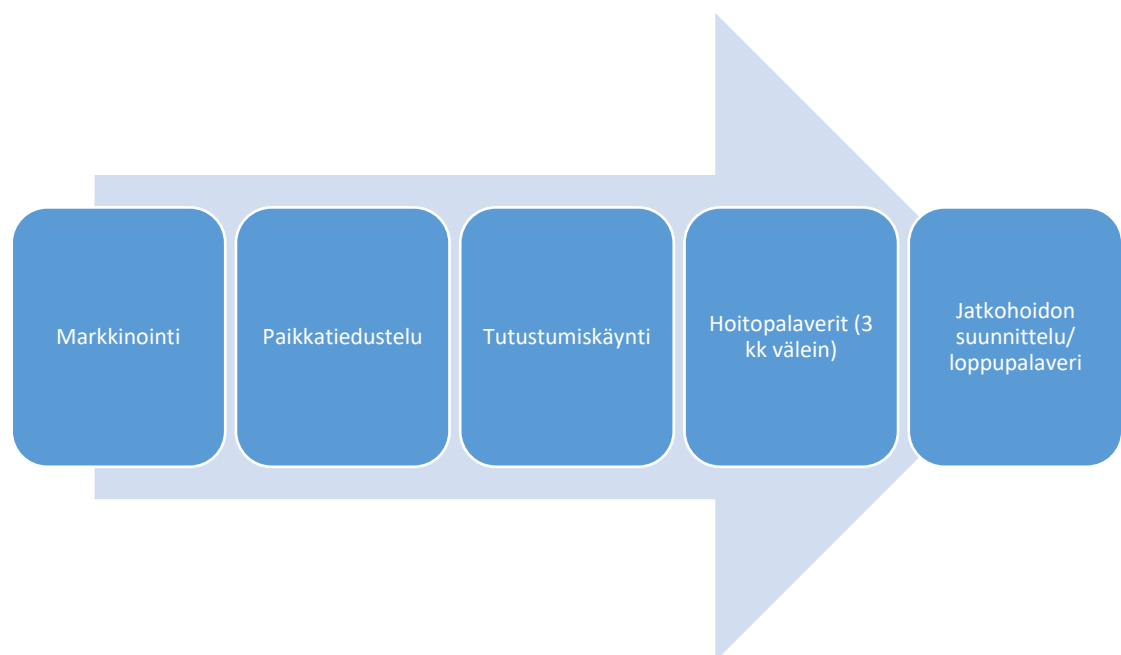 Markkinointi
Paikkatiedustelu
Tutustumiskäynti
Hoitopalaverit (3
kk välein)
Jatkohoidon
suunnittelu/
loppupalaveri